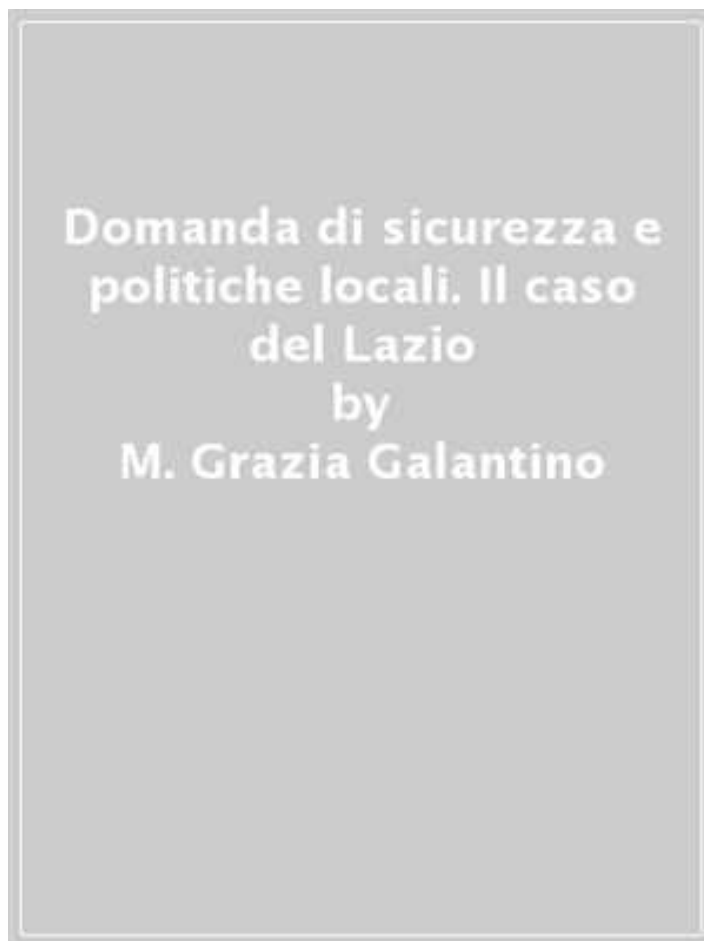 Domanda di sicurezza e
politiche locali. Il caso
del Lazio
by
M. Grazia Galantino